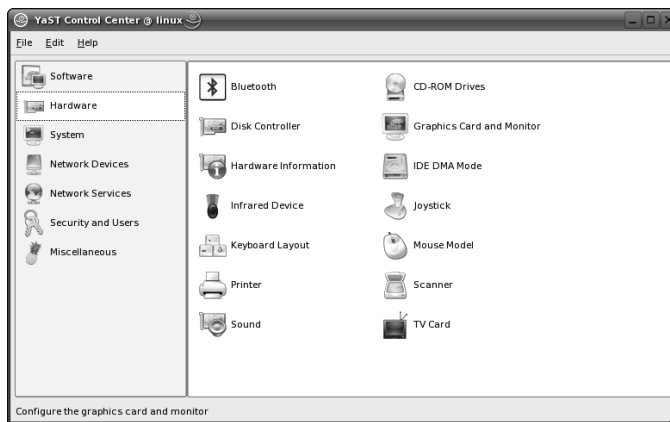 YaST Control Center @ linux
File Edit Help
Software
Hardware
System
Network Devices
Network Services
Security and Users
Miscellaneous
Bluetooth CD-ROM Drives
Disk Controller Graphics Card and Monitor
Hardware Information IDE DMA Mode
Infrared Device Joystick
Keyboard Layout Mouse Model
Printer Scanner
Sound TV Card
Configure the graphics card and monitor